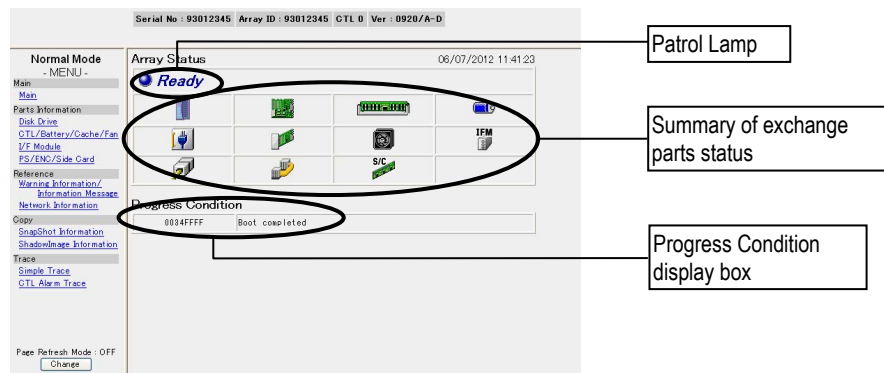 Serial No : 93012345 Array ID : 93012345 CTL 0 Ver : 0920/A-D
Normal Mode
- MENU -
Main
Main
Parts Information
Disk Drive
CTL/Battery/Cache/Fan
I/F Module
PS/ENC/Side Card
Reference
Warning Information/
Information Message
Network Information
Copy
SnapShot Information
ShadowImage Information
Trace
Simple Trace
CTL Alarm Trace
Page Refresh Mode : OFF
Change
Array Status 06/07/2012 11:41:23
Ready
IFM
S/C
Progress Condition
0034FFFF Boot completed
Patrol Lamp
Summary of exchange
parts status
Progress Condition
display box